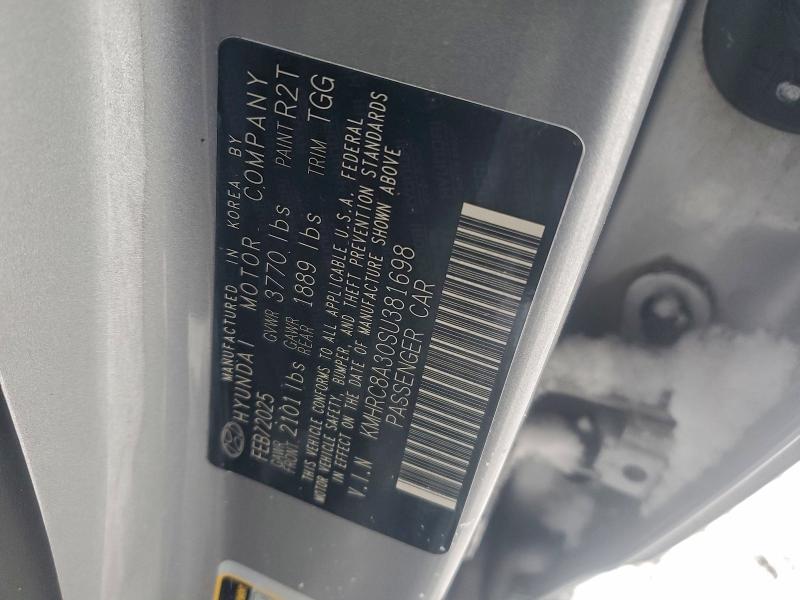 MANUFACTURED IN KOREA BY
HYUNDAI MOTOR COMPANY
FEB/2025 GVWR 3770 lbs PAINT R2T
GAWR FRONT 2101 lbs GAWR REAR 1889 lbs TRIM TGG
THIS VEHICLE CONFORMS TO ALL APPLICABLE U.S.A. FEDERAL
MOTOR VEHICLE SAFETY, BUMPER, AND THEFT PREVENTION STANDARDS
IN EFFECT ON THE DATE OF MANUFACTURE SHOWN ABOVE
V.I.N KMHRC8A30SU381698
PASSENGER CAR